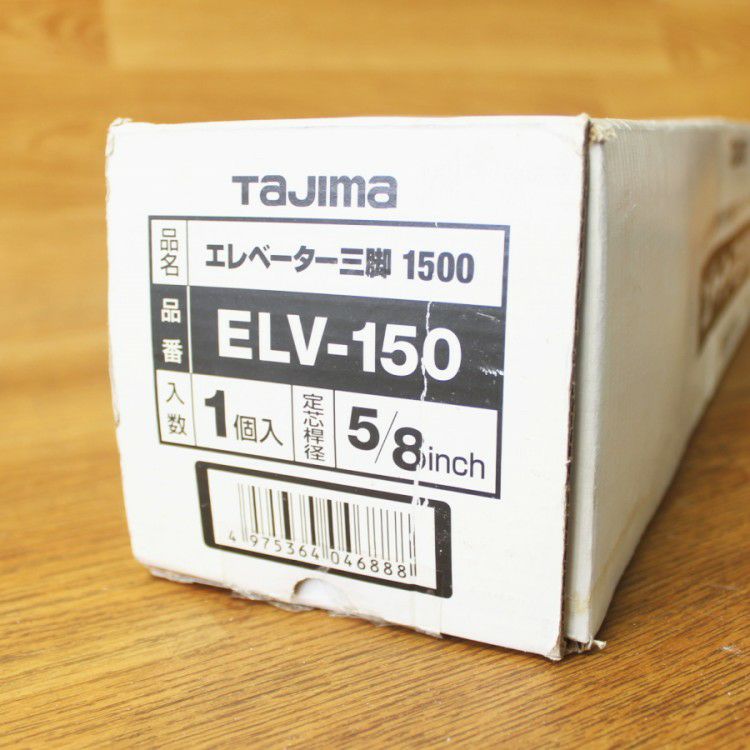 TaJIma
品名 エレベーター三脚 1500
品番 ELV-150
入数 1個入 定芯桿径 5/8inch
4 975364 046888